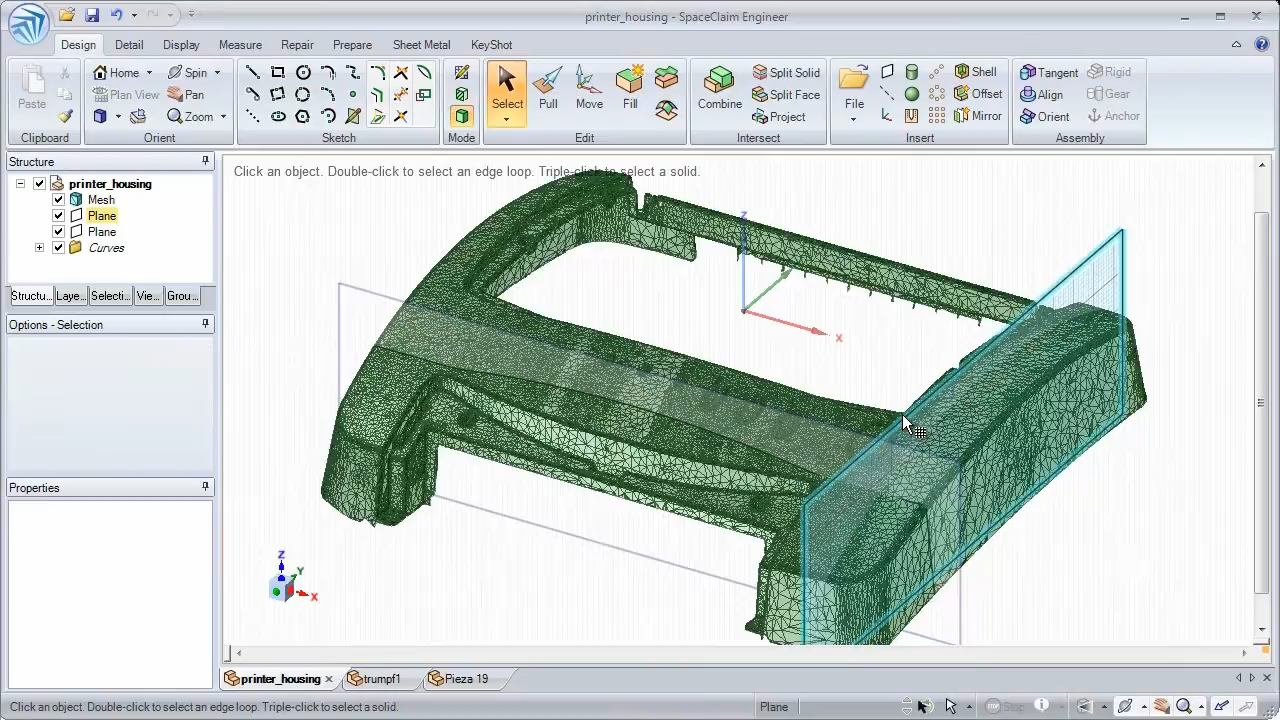 printer_housing - SpaceClaim Engineer
Design Detail Display Measure Repair Prepare Sheet Metal KeyShot
Paste
Clipboard
Home Spin
Plan View Pan
Zoom
Orient
Sketch
Mode
Select Pull Move Fill
Edit
Combine
Split Solid
Split Face
Project
Intersect
File
Shell
Offset
Mirror
Insert
Tangent Rigid
Align Gear
Orient Anchor
Assembly
Structure
printer_housing
Mesh
Plane
Plane
Curves
Structu... Laye... Selecti... Vie... Grou...
Options - Selection
Properties
Click an object. Double-click to select an edge loop. Triple-click to select a solid.
Z
X
Z
Y
X
printer_housing trumpf1 Pieza 19
Click an object. Double-click to select an edge loop. Triple-click to select a solid.
Plane
Stop